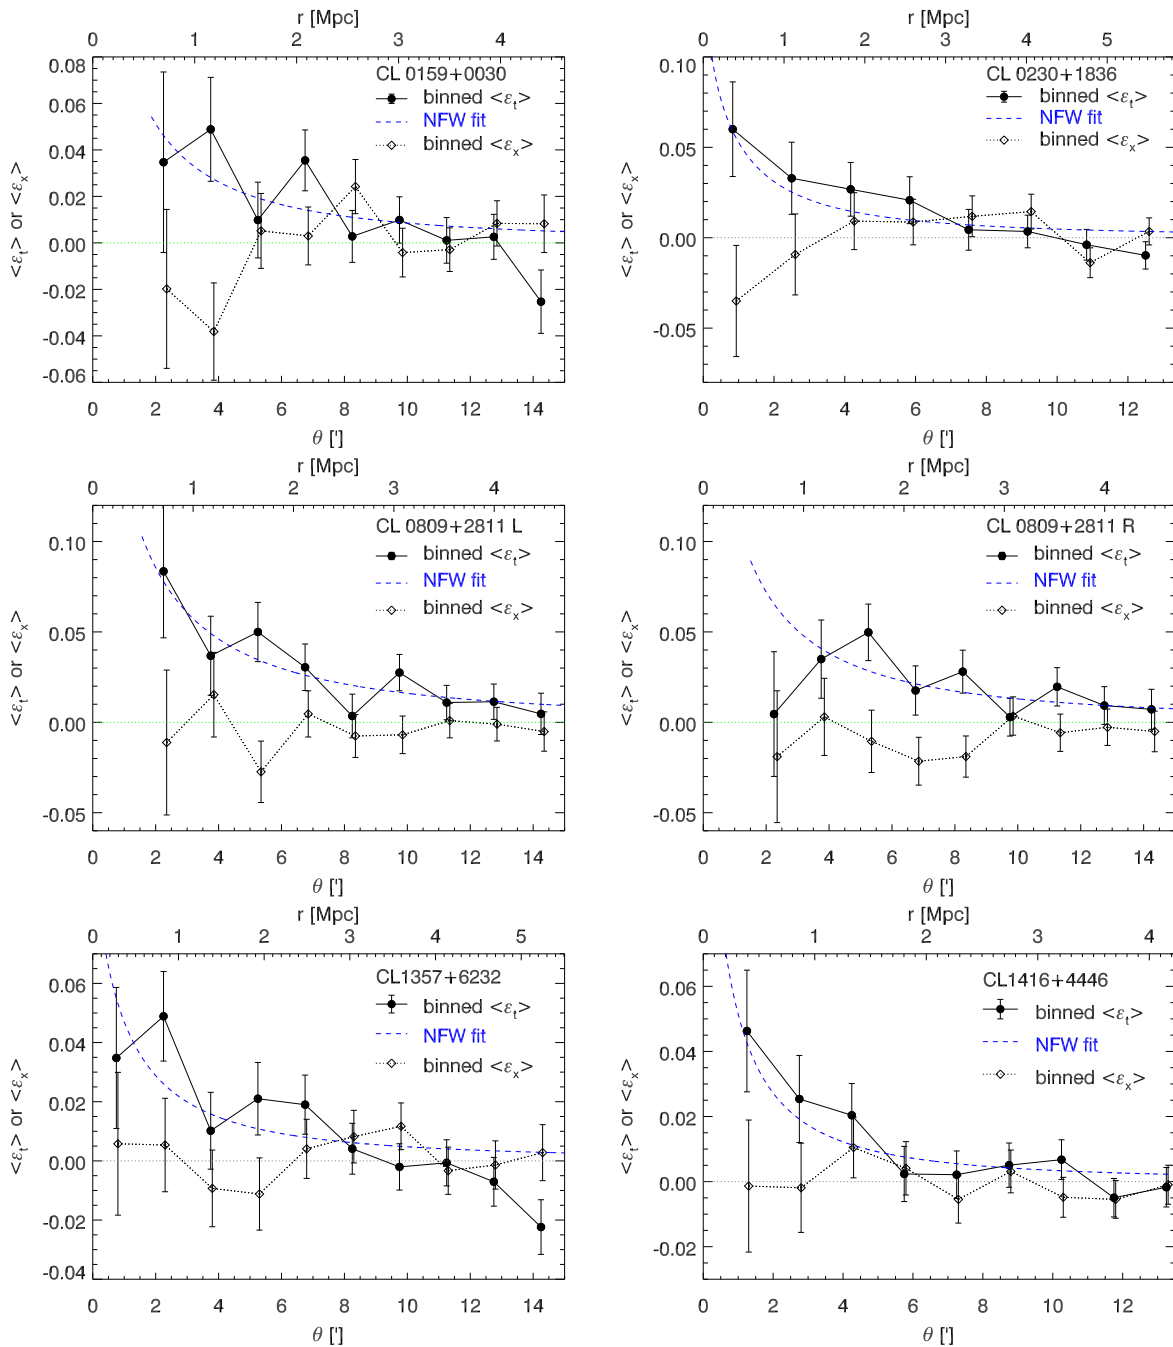 r [Mpc]
0 1 2 3 4
CL 0159+0030
binned <ε_t>
NFW fit
binned <ε_x>
0.08
0.06
0.04
0.02
0.00
-0.02
-0.04
-0.06
<ε_t> or <ε_x>
0 2 4 6 8 10 12 14
θ [']
r [Mpc]
0 1 2 3 4 5
CL 0230+1836
binned <ε_t>
NFW fit
binned <ε_x>
0.10
0.05
0.00
-0.05
<ε_t> or <ε_x>
0 2 4 6 8 10 12
θ [']
r [Mpc]
0 1 2 3 4
CL 0809+2811 L
binned <ε_t>
NFW fit
binned <ε_x>
0.10
0.05
0.00
-0.05
<ε_t> or <ε_x>
0 2 4 6 8 10 12 14
θ [']
r [Mpc]
0 1 2 3 4
CL 0809+2811 R
binned <ε_t>
NFW fit
binned <ε_x>
0.10
0.05
0.00
-0.05
<ε_t> or <ε_x>
0 2 4 6 8 10 12 14
θ [']
r [Mpc]
0 1 2 3 4 5
CL1357+6232
binned <ε_t>
NFW fit
binned <ε_x>
0.06
0.04
0.02
0.00
-0.02
-0.04
<ε_t> or <ε_x>
0 2 4 6 8 10 12 14
θ [']
r [Mpc]
0 1 2 3 4
CL1416+4446
binned <ε_t>
NFW fit
binned <ε_x>
0.06
0.04
0.02
0.00
-0.02
<ε_t> or <ε_x>
0 2 4 6 8 10 12
θ [']